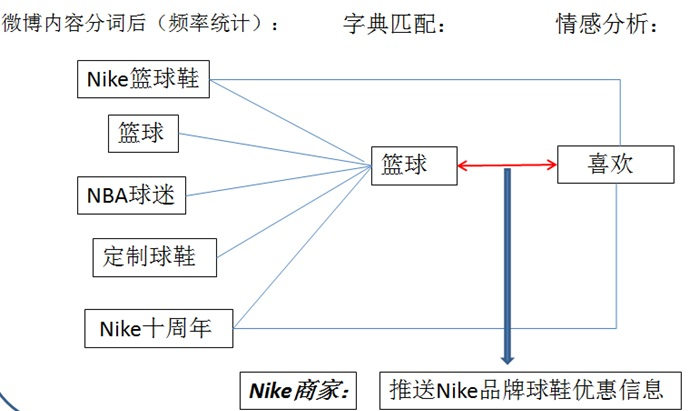 微博内容分词后（频率统计）： 字典匹配： 情感分析：
Nike篮球鞋
篮球
NBA球迷
定制球鞋
Nike十周年
篮球
喜欢
Nike商家： 推送Nike品牌球鞋优惠信息